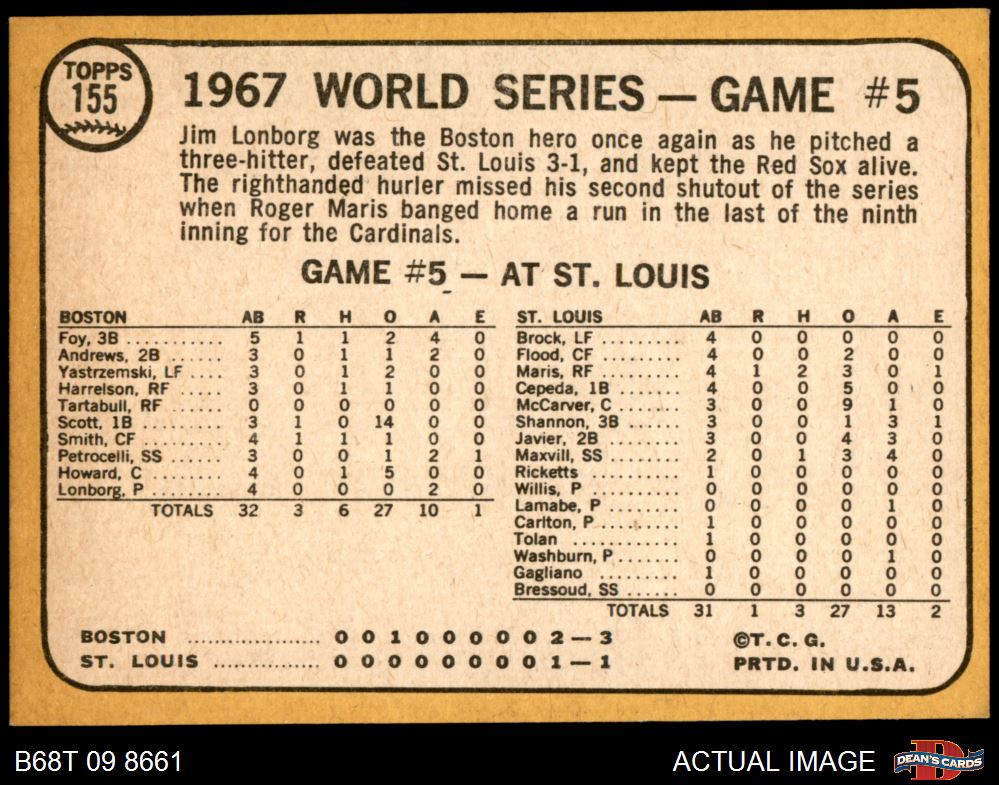 TOPPS
155
1967 WORLD SERIES — GAME #5
Jim Lonborg was the Boston hero once again as he pitched a
three-hitter, defeated St. Louis 3-1, and kept the Red Sox alive.
The righthanded hurler missed his second shutout of the series
when Roger Maris banged home a run in the last of the ninth
inning for the Cardinals.
GAME #5 — AT ST. LOUIS
BOSTON AB R H O A E
Foy, 3B 5 1 1 2 4 0
Andrews, 2B 3 0 1 1 2 0
Yastrzemski, LF 3 0 1 2 0 0
Harrelson, RF 3 0 1 1 0 0
Tartabull, RF 0 0 0 0 0 0
Scott, 1B 3 1 0 14 0 0
Smith, CF 4 1 1 1 0 0
Petrocelli, SS 3 0 0 1 2 1
Howard, C 4 0 1 5 0 0
Lonborg, P 4 0 0 0 2 0
TOTALS 32 3 6 27 10 1
ST. LOUIS AB R H O A E
Brock, LF 4 0 0 0 0 0
Flood, CF 4 0 0 2 0 0
Maris, RF 4 1 2 3 0 1
Cepeda, 1B 4 0 0 5 0 0
McCarver, C 3 0 0 9 1 0
Shannon, 3B 3 0 0 1 3 1
Javier, 2B 3 0 0 4 3 0
Maxvill, SS 2 0 1 3 4 0
Ricketts 1 0 0 0 0 0
Willis, P 0 0 0 0 0 0
Lamabe, P 0 0 0 0 1 0
Carlton, P 1 0 0 0 0 0
Tolan 1 0 0 0 0 0
Washburn, P 0 0 0 0 1 0
Gagliano 1 0 0 0 0 0
Bressoud, SS 0 0 0 0 0 0
TOTALS 31 1 3 27 13 2
BOSTON 0 0 1 0 0 0 0 0 2 — 3
ST. LOUIS 0 0 0 0 0 0 0 0 1 — 1
©T. C. G.
PRTD. IN U.S.A.
B68T 09 8661
ACTUAL IMAGE
DEAN'S CARDS